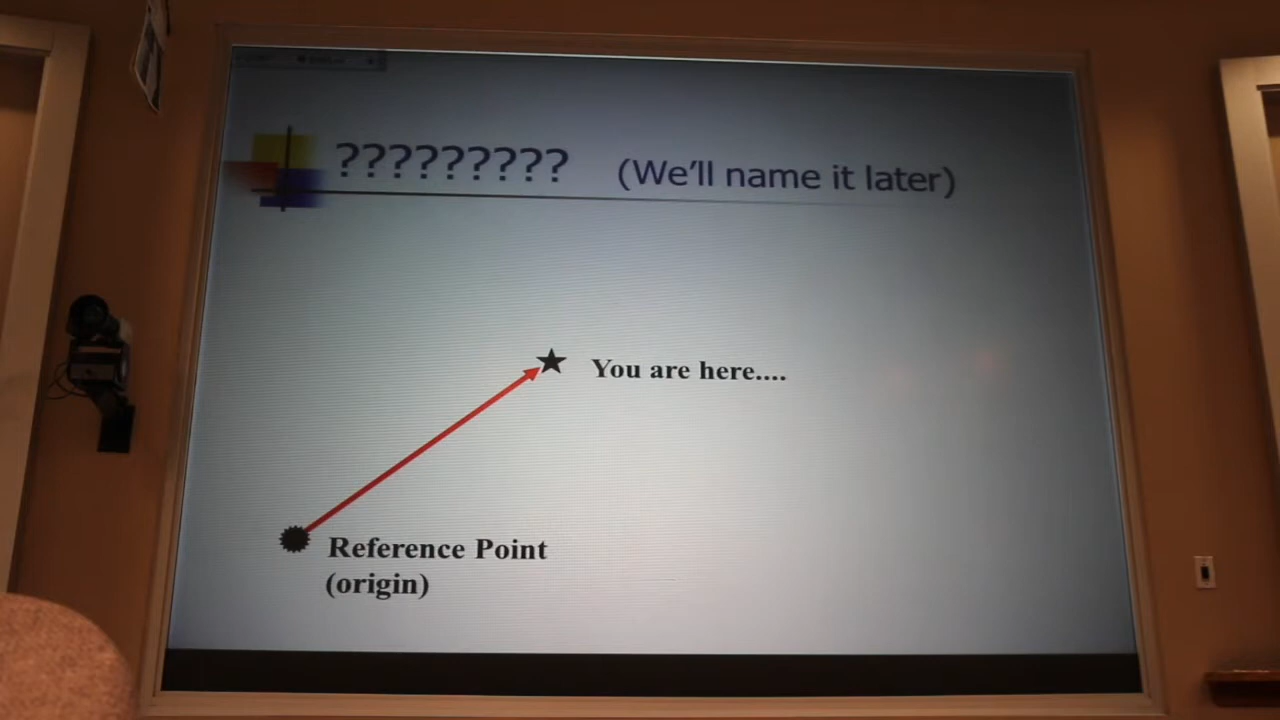 ????????? (We'll name it later)
You are here....
Reference Point
(origin)